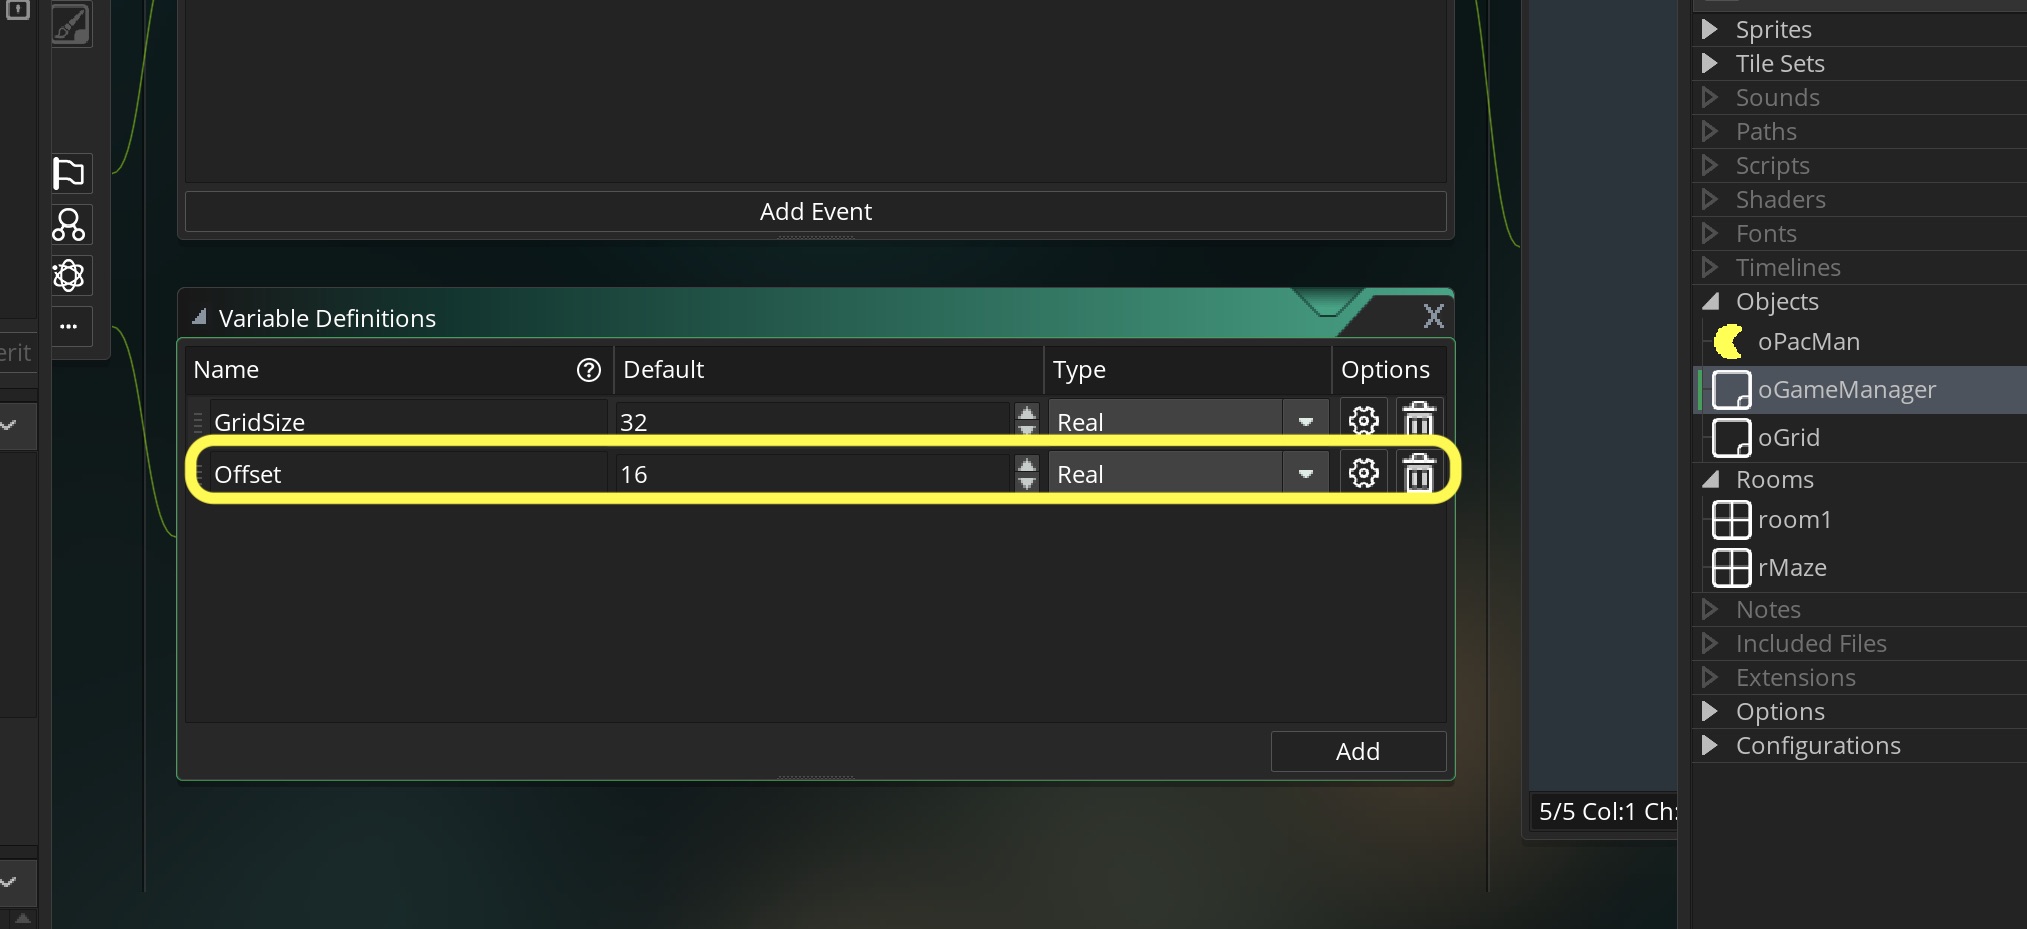 Add Event
Variable Definitions
X
Name
Default
Type
Options
GridSize
32
Real
Offset
16
Real
Add
erit
5/5 Col:1 Ch:
Sprites
Tile Sets
Sounds
Paths
Scripts
Shaders
Fonts
Timelines
Objects
oPacMan
oGameManager
oGrid
Rooms
room1
rMaze
Notes
Included Files
Extensions
Options
Configurations